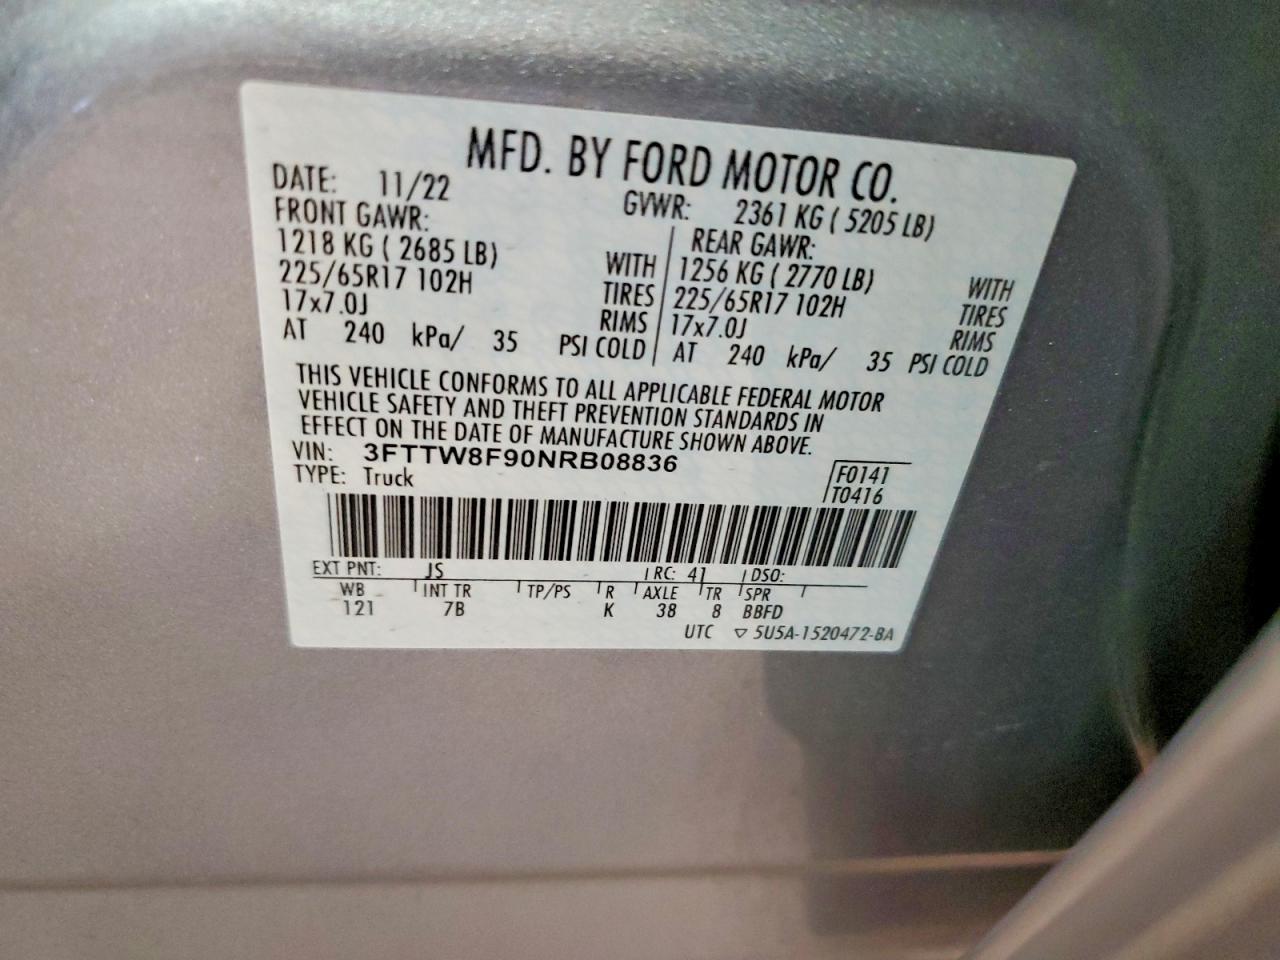 MFD. BY FORD MOTOR CO.
DATE: 11/22 GVWR: 2361 KG ( 5205 LB)
FRONT GAWR: REAR GAWR:
1218 KG ( 2685 LB) WITH 1256 KG ( 2770 LB) WITH
225/65R17 102H TIRES 225/65R17 102H TIRES
17x7.0J RIMS 17x7.0J RIMS
AT 240 kPa/ 35 PSI COLD AT 240 kPa/ 35 PSI COLD
THIS VEHICLE CONFORMS TO ALL APPLICABLE FEDERAL MOTOR
VEHICLE SAFETY AND THEFT PREVENTION STANDARDS IN
EFFECT ON THE DATE OF MANUFACTURE SHOWN ABOVE.
VIN: 3FTTW8F90NRB08836
TYPE: Truck F0141
T0416
EXT PNT: JS RC: 41 DSO:
WB INT TR TP/PS R AXLE TR SPR
121 7B K 38 8 BBFD
UTC ▽ 5U5A-1520472-BA